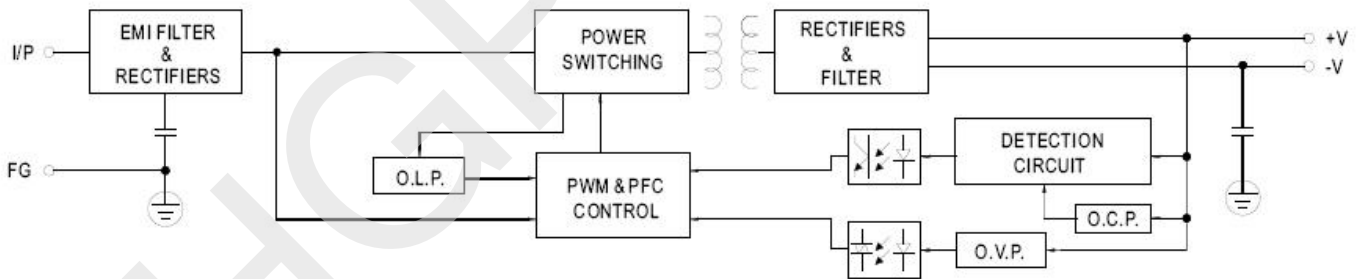 I/P
EMI FILTER
&
RECTIFIERS
POWER
SWITCHING
RECTIFIERS
&
FILTER
+V
-V
FG
O.L.P.
PWM & PFC
CONTROL
DETECTION
CIRCUIT
O.C.P.
O.V.P.